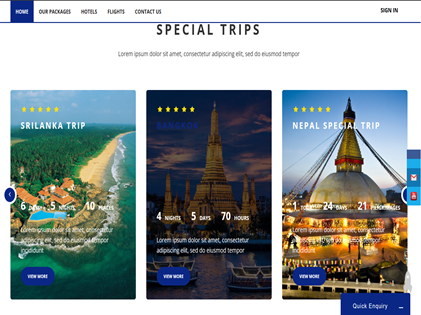 HOME OUR PACKAGES HOTELS FLIGHTS CONTACT US SIGN IN
SPECIAL TRIPS
Lorem ipsum dolor sit amet, consectetur adipiscing elit, sed do eiusmod tempor
SRILANKA TRIP
6 DAYS 5 NIGHTS 10 PLACES
Lorem ipsum dolor sit amet, consectetur
adipiscing elit, sed do eiusmod tempor
incididunt
VIEW MORE
BANGKOK
4 NIGHTS 5 DAYS 70 HOURS
Lorem ipsum dolor sit amet, consectetur
adipiscing elit, sed do eiusmod tempor
VIEW MORE
NEPAL SPECIAL TRIP
1 24 DAYS 21
Lorem ipsum dolor sit amet, consectetur
adipiscing elit, sed do eiusmod tempor
incididunt
VIEW MORE
Quick Enquiry